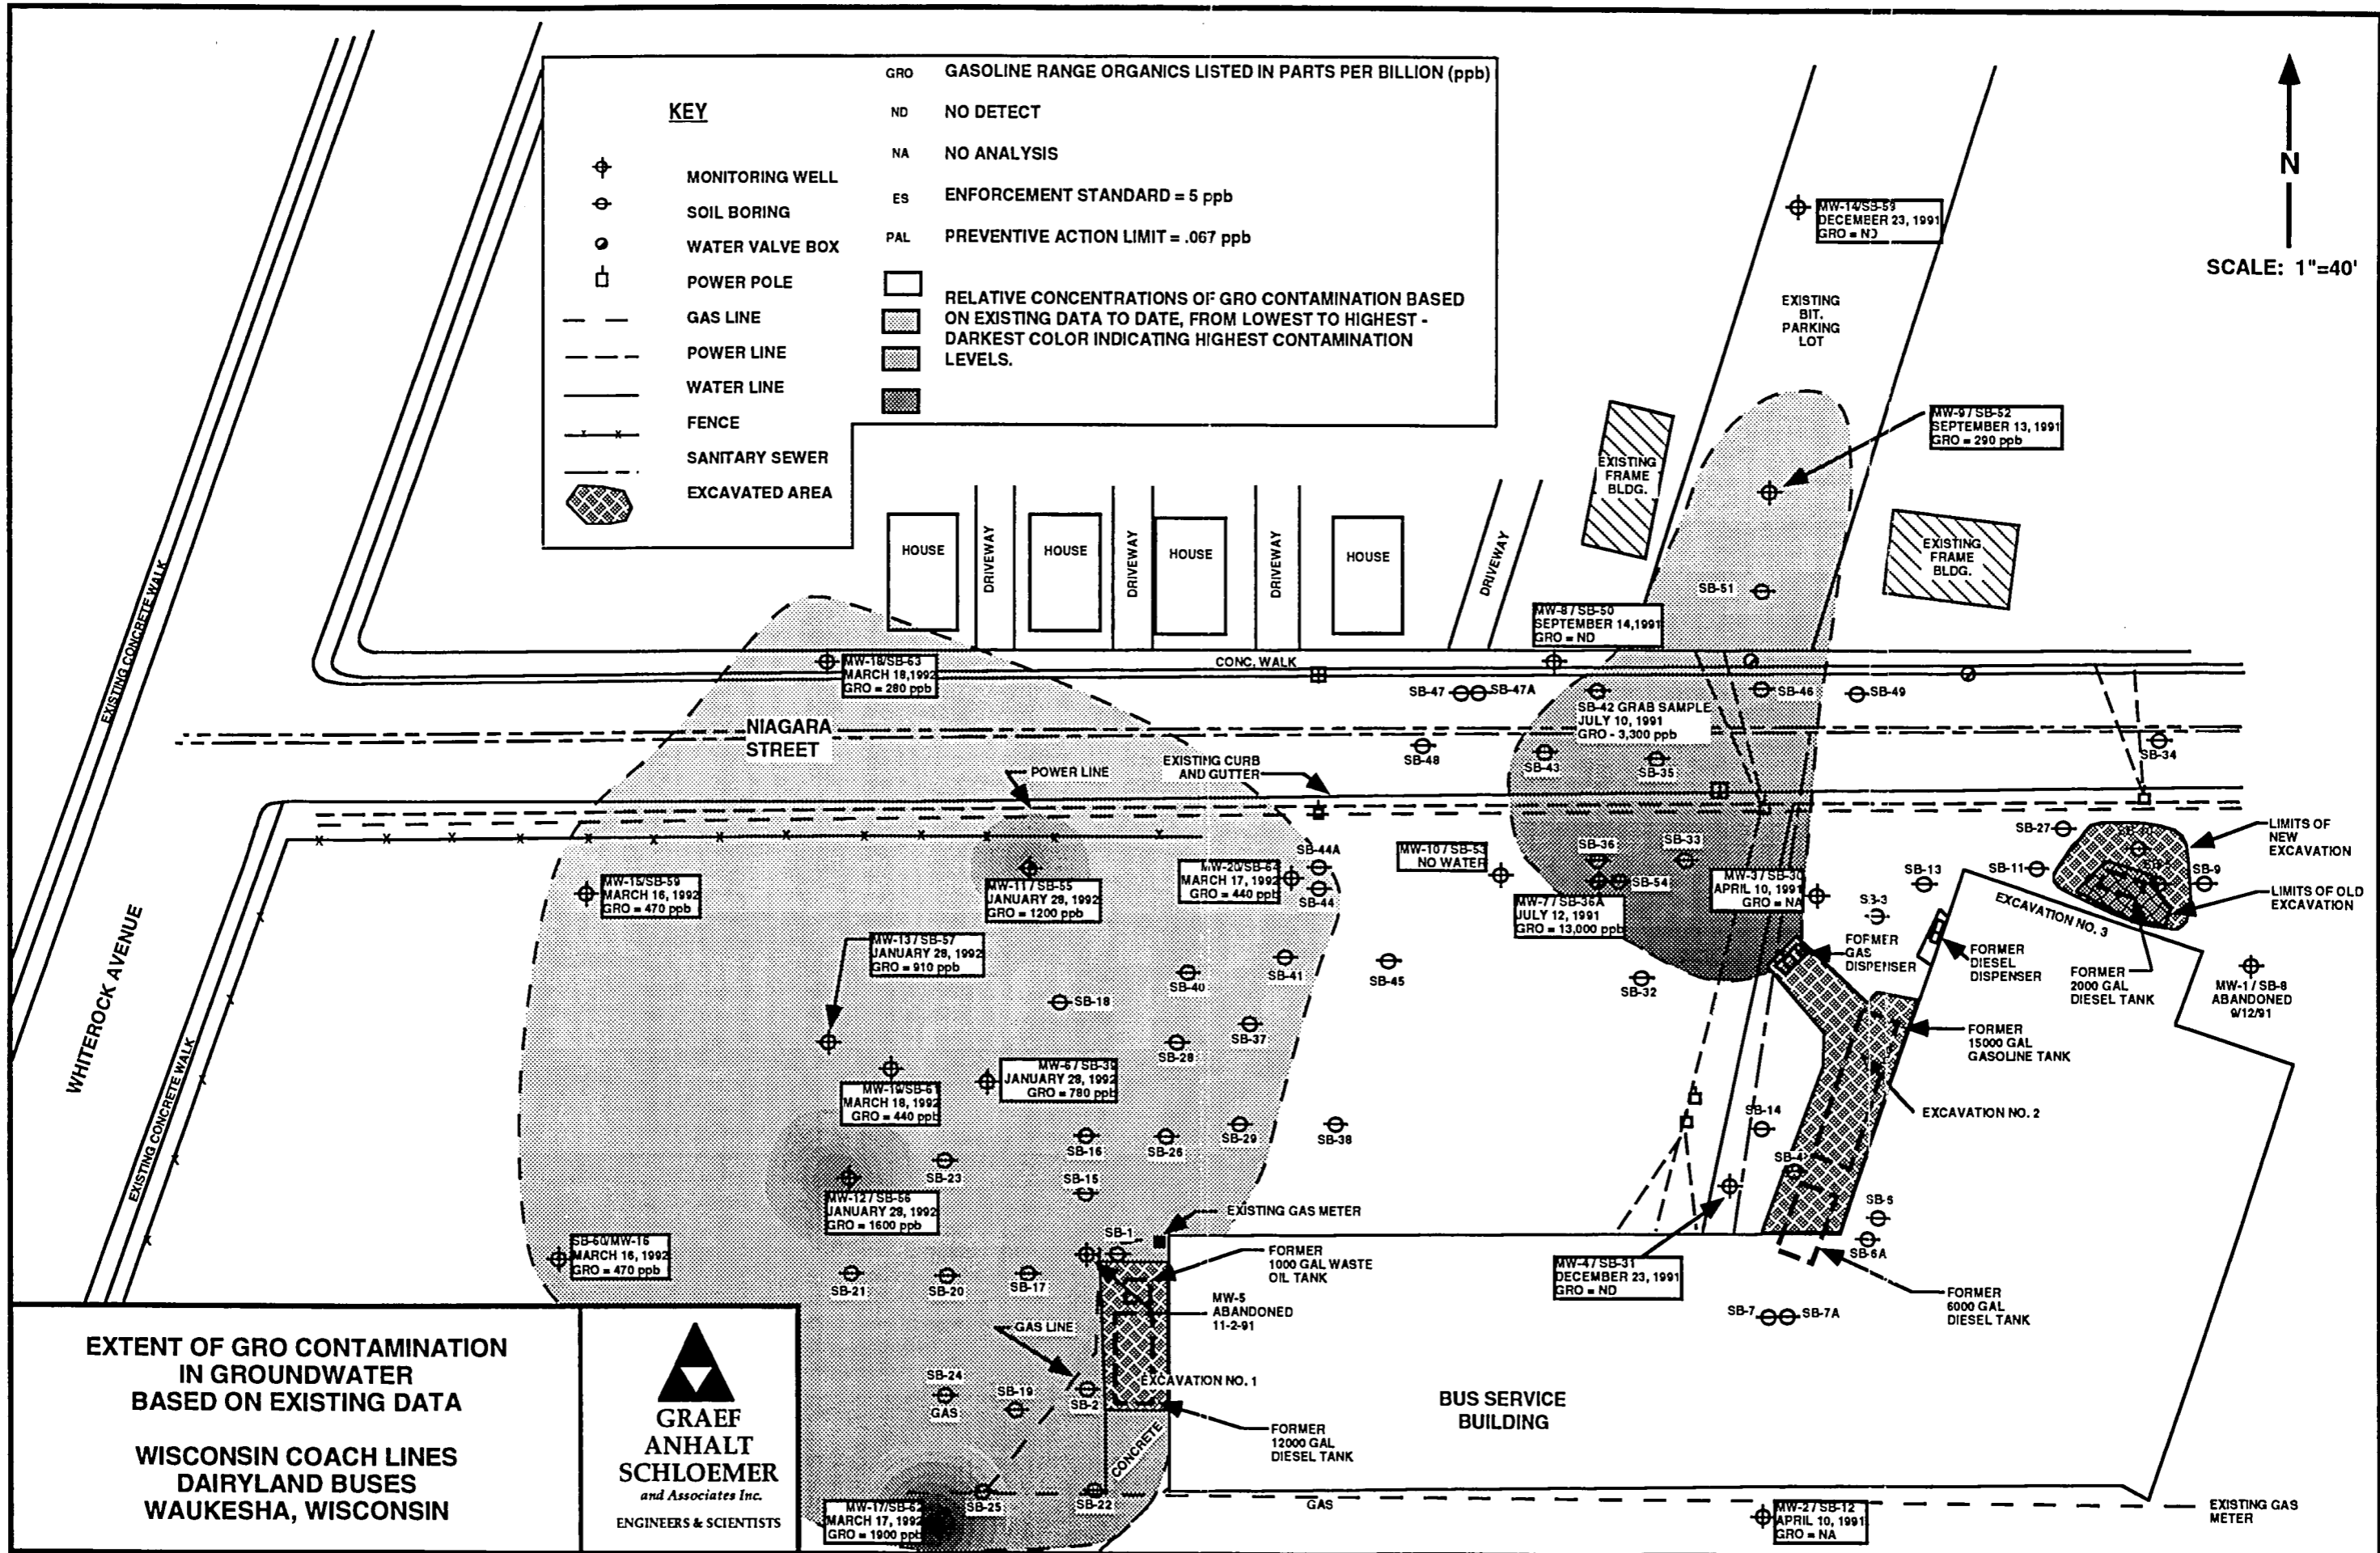 KEY
MONITORING WELL
SOIL BORING
WATER VALVE BOX
POWER POLE
GAS LINE
POWER LINE
WATER LINE
FENCE
SANITARY SEWER
EXCAVATED AREA
GRO GASOLINE RANGE ORGANICS LISTED IN PARTS PER BILLION (ppb)
ND NO DETECT
NA NO ANALYSIS
ES ENFORCEMENT STANDARD = 5 ppb
PAL PREVENTIVE ACTION LIMIT = .067 ppb
RELATIVE CONCENTRATIONS OF GRO CONTAMINATION BASED
ON EXISTING DATA TO DATE, FROM LOWEST TO HIGHEST -
DARKEST COLOR INDICATING HIGHEST CONTAMINATION
LEVELS.
N
SCALE: 1"=40'
MW-14/SB-59
DECEMBER 23, 1991
GRO = ND
EXISTING
BIT.
PARKING
LOT
MW-9 / SB-52
SEPTEMBER 13, 1991
GRO = 290 ppb
EXISTING
FRAME
BLDG.
EXISTING
FRAME
BLDG.
HOUSE
DRIVEWAY
HOUSE
DRIVEWAY
HOUSE
DRIVEWAY
HOUSE
DRIVEWAY
SB-51
MW-8 / SB-50
SEPTEMBER 14,1991
GRO = ND
CONC. WALK
MW-18/SB-63
MARCH 18,1992
GRO = 280 ppb
SB-47
SB-47A
SB-46
SB-49
SB-42 GRAB SAMPLE
JULY 10, 1991
GRO - 3,300 ppb
NIAGARA
STREET
SB-48
SB-43
SB-35
SB-34
POWER LINE
EXISTING CURB
AND GUTTER
EXISTING CONCRETE WALK
WHITEROCK AVENUE
EXISTING CONCRETE WALK
SB-27
LIMITS OF
NEW
EXCAVATION
SB-36
SB-33
SB-44A
MW-10 / SB-53
NO WATER
MW-20/SB-64
MARCH 17, 1992
GRO = 440 ppb
SB-44
MW-15/SB-59
MARCH 16, 1992
GRO = 470 ppb
MW-11 / SB-55
JANUARY 28, 1992
GRO = 1200 ppb
SB-54
MW-3 / SB-30
APRIL 10, 1991
GRO = NA
SB-13
SB-11
SB-9
LIMITS OF OLD
EXCAVATION
MW-7 / SB-36A
JULY 12, 1991
GRO = 13,000 ppb
SB-3
EXCAVATION NO. 3
MW-13 / SB-57
JANUARY 28, 1992
GRO = 910 ppb
FORMER
GAS
DISPENSER
FORMER
DIESEL
DISPENSER
FORMER
2000 GAL
DIESEL TANK
MW-1 / SB-8
ABANDONED
9/12/91
SB-40
SB-41
SB-45
SB-32
SB-18
SB-37
SB-28
FORMER
15000 GAL
GASOLINE TANK
MW-19/SB-61
MARCH 18, 1992
GRO = 440 ppb
MW-6 / SB-39
JANUARY 28, 1992
GRO = 780 ppb
EXCAVATION NO. 2
SB-14
SB-29
SB-38
SB-16
SB-26
SB-23
SB-4
SB-15
MW-12 / SB-56
JANUARY 28, 1992
GRO = 1600 ppb
SB-6A
EXISTING GAS METER
SB-1
FORMER
1000 GAL WASTE
OIL TANK
SB-60/MW-16
MARCH 16, 1992
GRO = 470 ppb
SB-21
SB-20
SB-17
MW-5
ABANDONED
11-2-91
MW-4 / SB-31
DECEMBER 23, 1991
GRO = ND
SB-7
SB-7A
FORMER
6000 GAL
DIESEL TANK
GAS LINE
SB-24
GAS
SB-19
SB-2
EXCAVATION NO. 1
BUS SERVICE
BUILDING
FORMER
12000 GAL
DIESEL TANK
CONCRETE
MW-17/SB-62
MARCH 17, 1992
GRO = 1900 ppb
SB-25
SB-22
GAS
MW-2 / SB-12
APRIL 10, 1991
GRO = NA
EXISTING GAS
METER
EXTENT OF GRO CONTAMINATION
IN GROUNDWATER
BASED ON EXISTING DATA
WISCONSIN COACH LINES
DAIRYLAND BUSES
WAUKESHA, WISCONSIN
GRAEF
ANHALT
SCHLOEMER
and Associates Inc.
ENGINEERS & SCIENTISTS